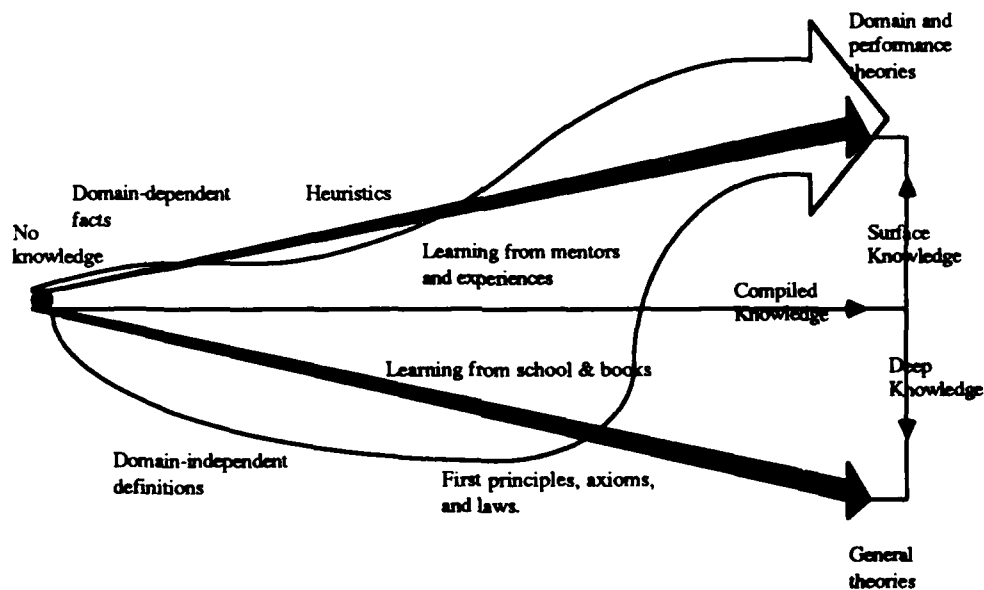 Domain and
performance
theories
Domain-dependent
facts
Heuristics
No
knowledge
Learning from mentors
and experiences
Surface
Knowledge
Compiled
Knowledge
Learning from school & books
Deep
Knowledge
Domain-independent
definitions
First principles, axioms,
and laws.
General
theories